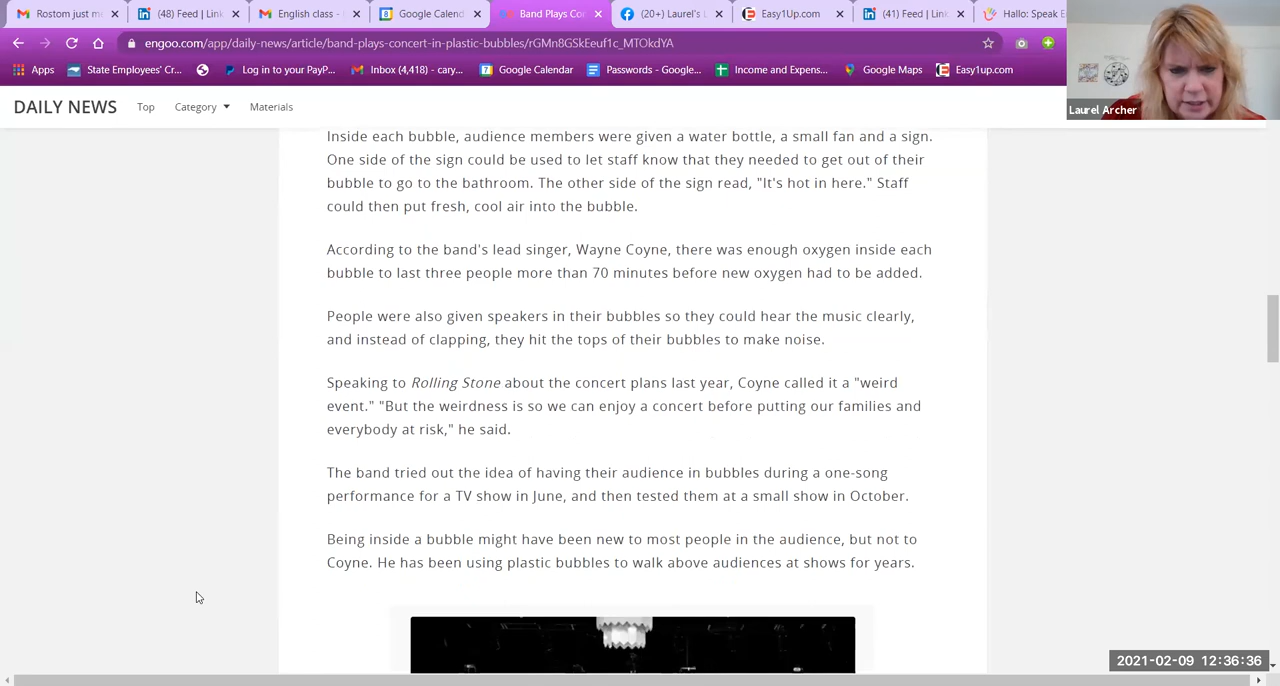 Rostom just me
(48) Feed | Link
English class -
Google Calend
Band Plays Con
(20+) Laurel's L
Easy1Up.com
(41) Feed | Link
Hallo: Speak E
engoo.com/app/daily-news/article/band-plays-concert-in-plastic-bubbles/rGMn8GSkEeuf1c_MTOkdYA
Apps
State Employees' Cr...
Log in to your PayP...
Inbox (4,418) - cary...
Google Calendar
Passwords - Google...
Income and Expens...
Google Maps
Easy1up.com
Laurel Archer
DAILY NEWS
Top
Category
Materials
Inside each bubble, audience members were given a water bottle, a small fan and a sign.
One side of the sign could be used to let staff know that they needed to get out of their
bubble to go to the bathroom. The other side of the sign read, "It's hot in here." Staff
could then put fresh, cool air into the bubble.
According to the band's lead singer, Wayne Coyne, there was enough oxygen inside each
bubble to last three people more than 70 minutes before new oxygen had to be added.
People were also given speakers in their bubbles so they could hear the music clearly,
and instead of clapping, they hit the tops of their bubbles to make noise.
Speaking to Rolling Stone about the concert plans last year, Coyne called it a "weird
event." "But the weirdness is so we can enjoy a concert before putting our families and
everybody at risk," he said.
The band tried out the idea of having their audience in bubbles during a one-song
performance for a TV show in June, and then tested them at a small show in October.
Being inside a bubble might have been new to most people in the audience, but not to
Coyne. He has been using plastic bubbles to walk above audiences at shows for years.
2021-02-09 12:36:36